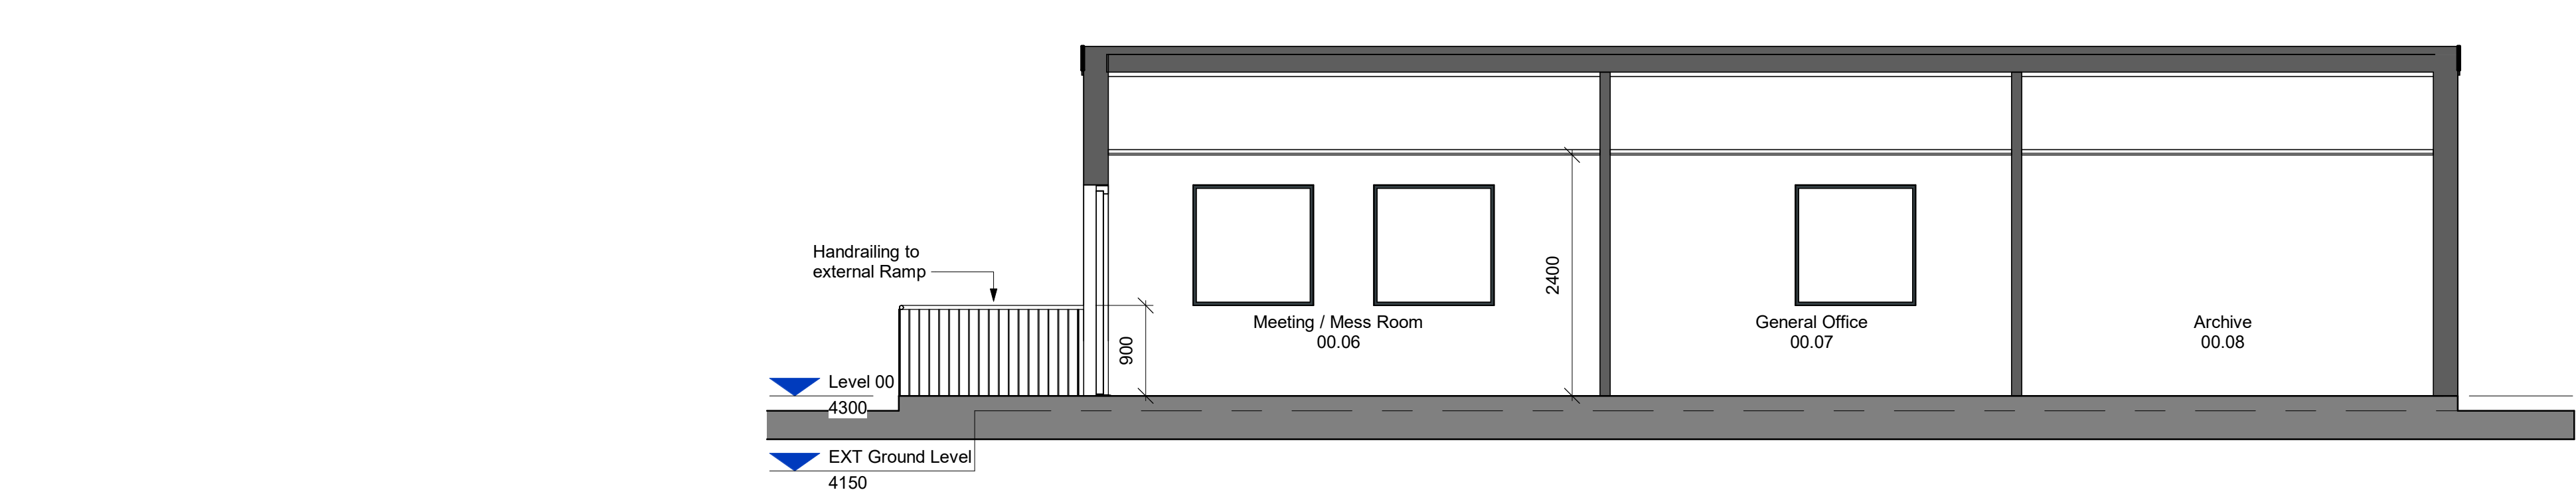 Handrailing to
external Ramp
2400
Meeting / Mess Room
00.06
General Office
00.07
Archive
00.08
900
Level 00
4300
EXT Ground Level
4150